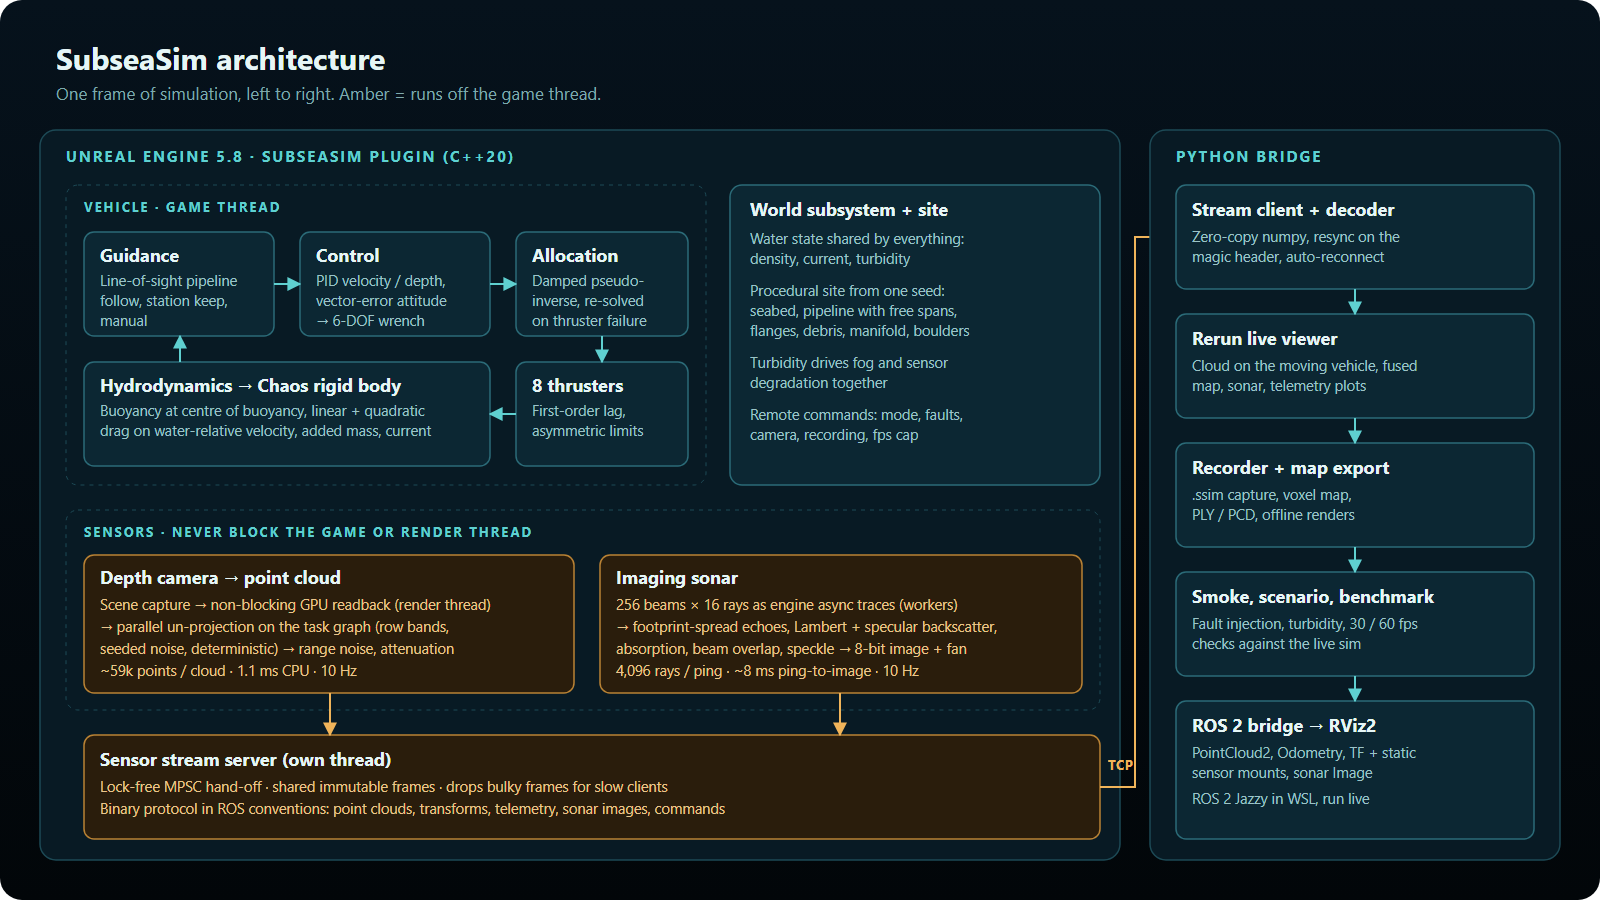 SubseaSim architecture
One frame of simulation, left to right. Amber = runs off the game thread.
UNREAL ENGINE 5.8 · SUBSEASIM PLUGIN (C++20)
VEHICLE · GAME THREAD
Guidance
Line-of-sight pipeline
follow, station keep,
manual
Control
PID velocity / depth,
vector-error attitude
→ 6-DOF wrench
Allocation
Damped pseudo-
inverse, re-solved
on thruster failure
Hydrodynamics → Chaos rigid body
Buoyancy at centre of buoyancy, linear + quadratic
drag on water-relative velocity, added mass, current
8 thrusters
First-order lag,
asymmetric limits
World subsystem + site
Water state shared by everything:
density, current, turbidity
Procedural site from one seed:
seabed, pipeline with free spans,
flanges, debris, manifold, boulders
Turbidity drives fog and sensor
degradation together
Remote commands: mode, faults,
camera, recording, fps cap
SENSORS · NEVER BLOCK THE GAME OR RENDER THREAD
Depth camera → point cloud
Scene capture → non-blocking GPU readback (render thread)
→ parallel un-projection on the task graph (row bands,
seeded noise, deterministic) → range noise, attenuation
~59k points / cloud · 1.1 ms CPU · 10 Hz
Imaging sonar
256 beams × 16 rays as engine async traces (workers)
→ footprint-spread echoes, Lambert + specular backscatter,
absorption, beam overlap, speckle → 8-bit image + fan
4,096 rays / ping · ~8 ms ping-to-image · 10 Hz
Sensor stream server (own thread)
Lock-free MPSC hand-off · shared immutable frames · drops bulky frames for slow clients
Binary protocol in ROS conventions: point clouds, transforms, telemetry, sonar images, commands
TCP
PYTHON BRIDGE
Stream client + decoder
Zero-copy numpy, resync on the
magic header, auto-reconnect
Rerun live viewer
Cloud on the moving vehicle, fused
map, sonar, telemetry plots
Recorder + map export
.ssim capture, voxel map,
PLY / PCD, offline renders
Smoke, scenario, benchmark
Fault injection, turbidity, 30 / 60 fps
checks against the live sim
ROS 2 bridge → RViz2
PointCloud2, Odometry, TF + static
sensor mounts, sonar Image
ROS 2 Jazzy in WSL, run live